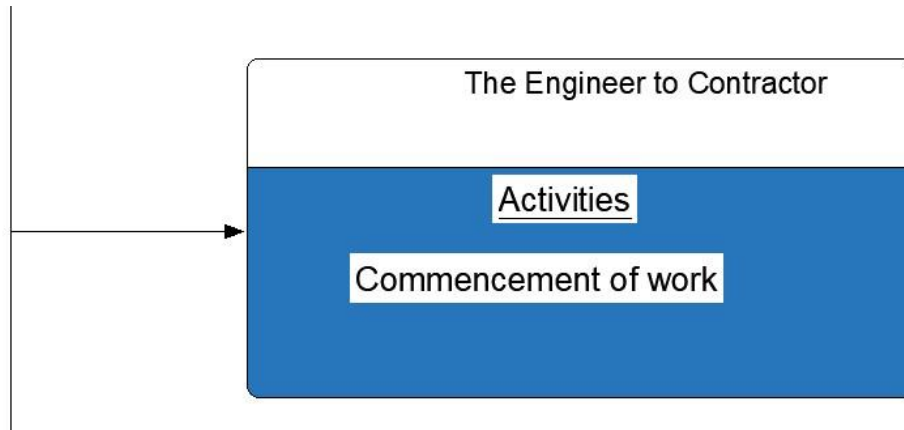 The Engineer to Contractor
Activities
Commencement of work